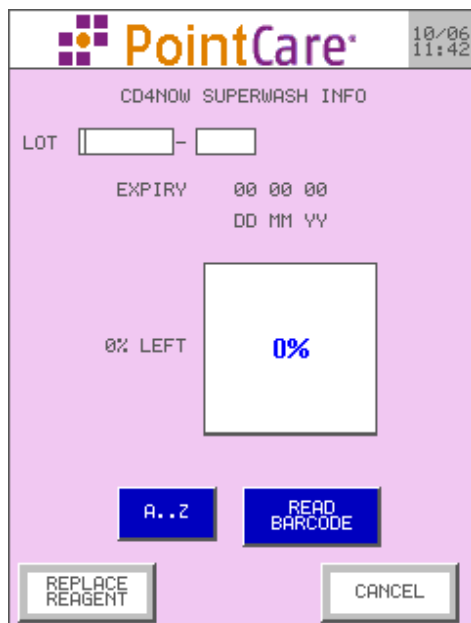 PointCare
10/06
11:42
CD4NOW SUPERWASH INFO
LOT -
EXPIRY 00 00 00
DD MM YY
0% LEFT 0%
A..Z
READ
BARCODE
REPLACE
REAGENT
CANCEL